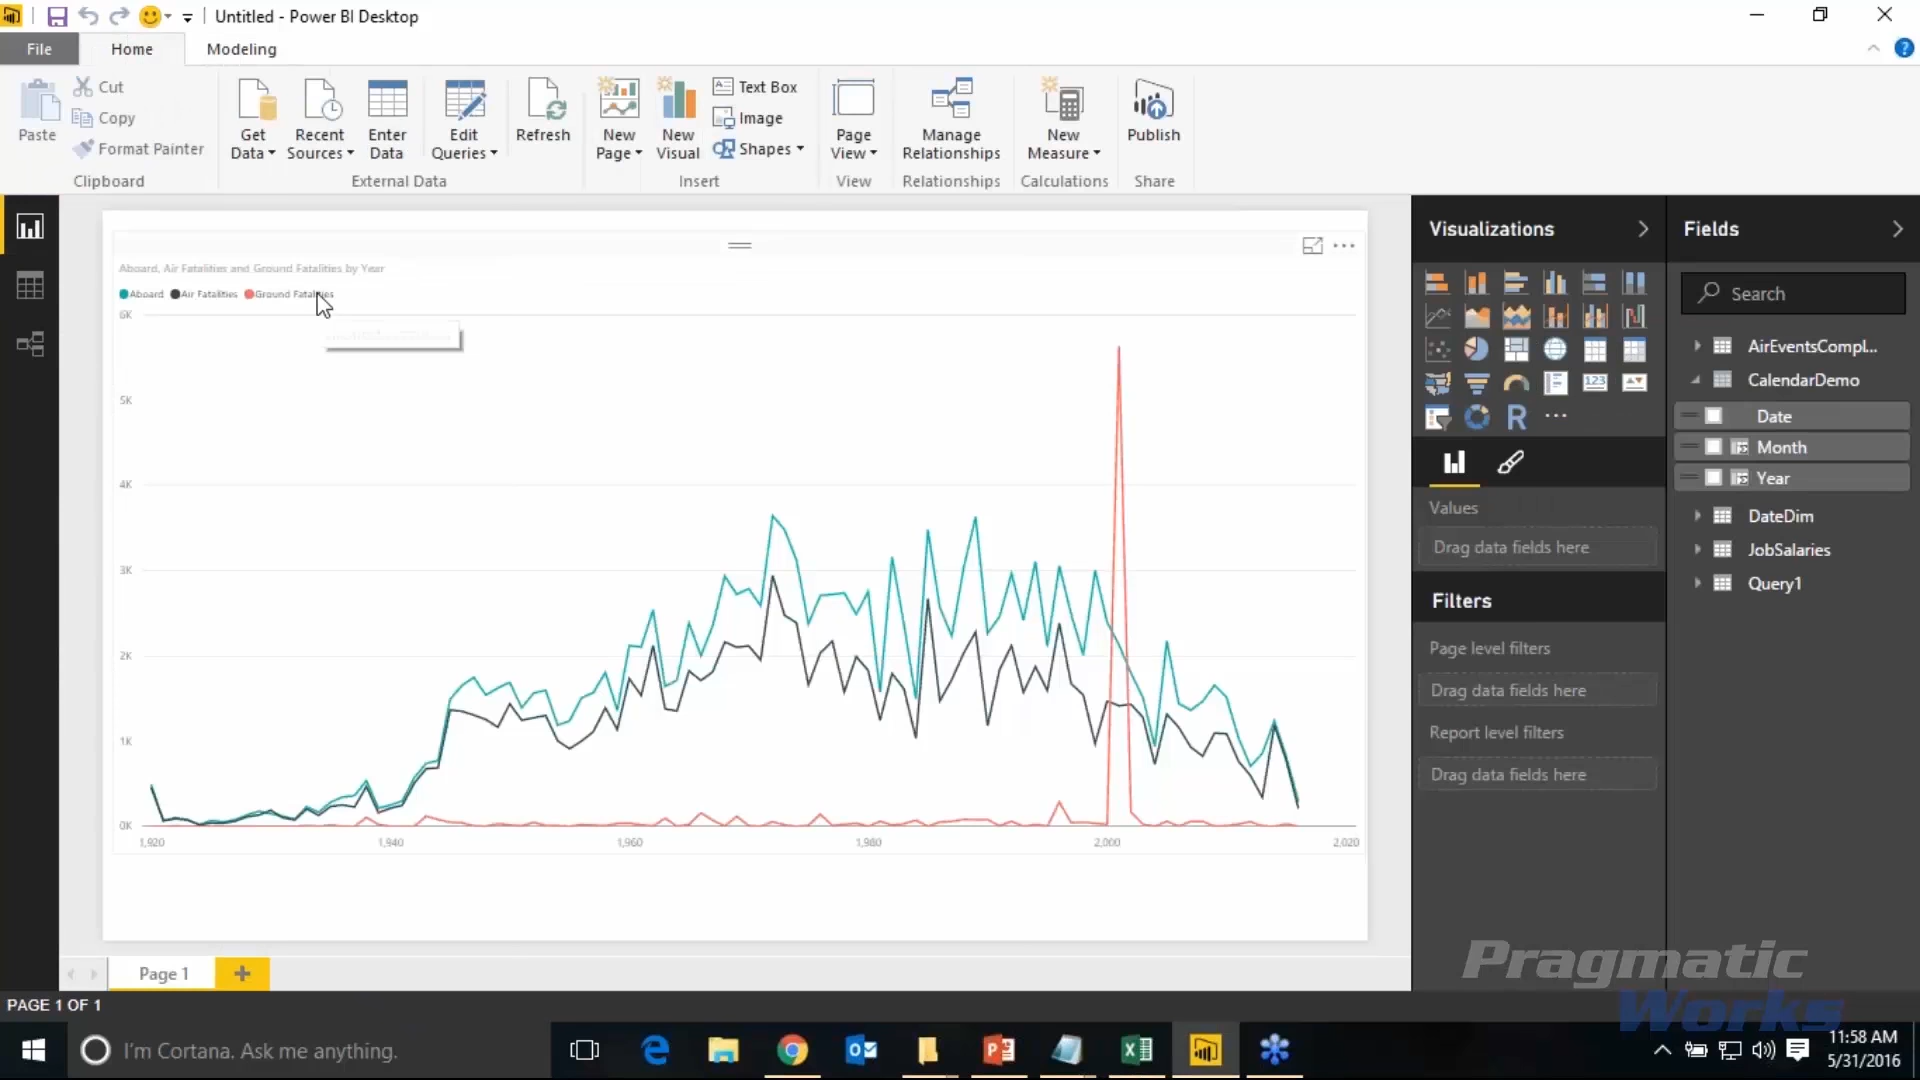 Untitled - Power BI Desktop
File
Home
Modeling
Paste
Cut
Copy
Format Painter
Clipboard
Get Data
Recent Sources
Enter Data
Edit Queries
External Data
Refresh
New Page
New Visual
Text Box
Image
Shapes
Insert
Page View
View
Manage Relationships
Relationships
New Measure
Calculations
Publish
Share
Aboard, Air Fatalities and Ground Fatalities by Year
Aboard Air Fatalities Ground Fatalities
6K
5K
4K
3K
2K
1K
0K
1,920 1,940 1,960 1,980 2,000 2,020
Page 1
PAGE 1 OF 1
Visualizations
123
R
Values
Drag data fields here
Filters
Page level filters
Drag data fields here
Report level filters
Drag data fields here
Fields
Search
AirEventsCompl...
CalendarDemo
Date
Month
Year
DateDim
JobSalaries
Query1
Pragmatic
Works
I'm Cortana. Ask me anything.
11:58 AM
5/31/2016